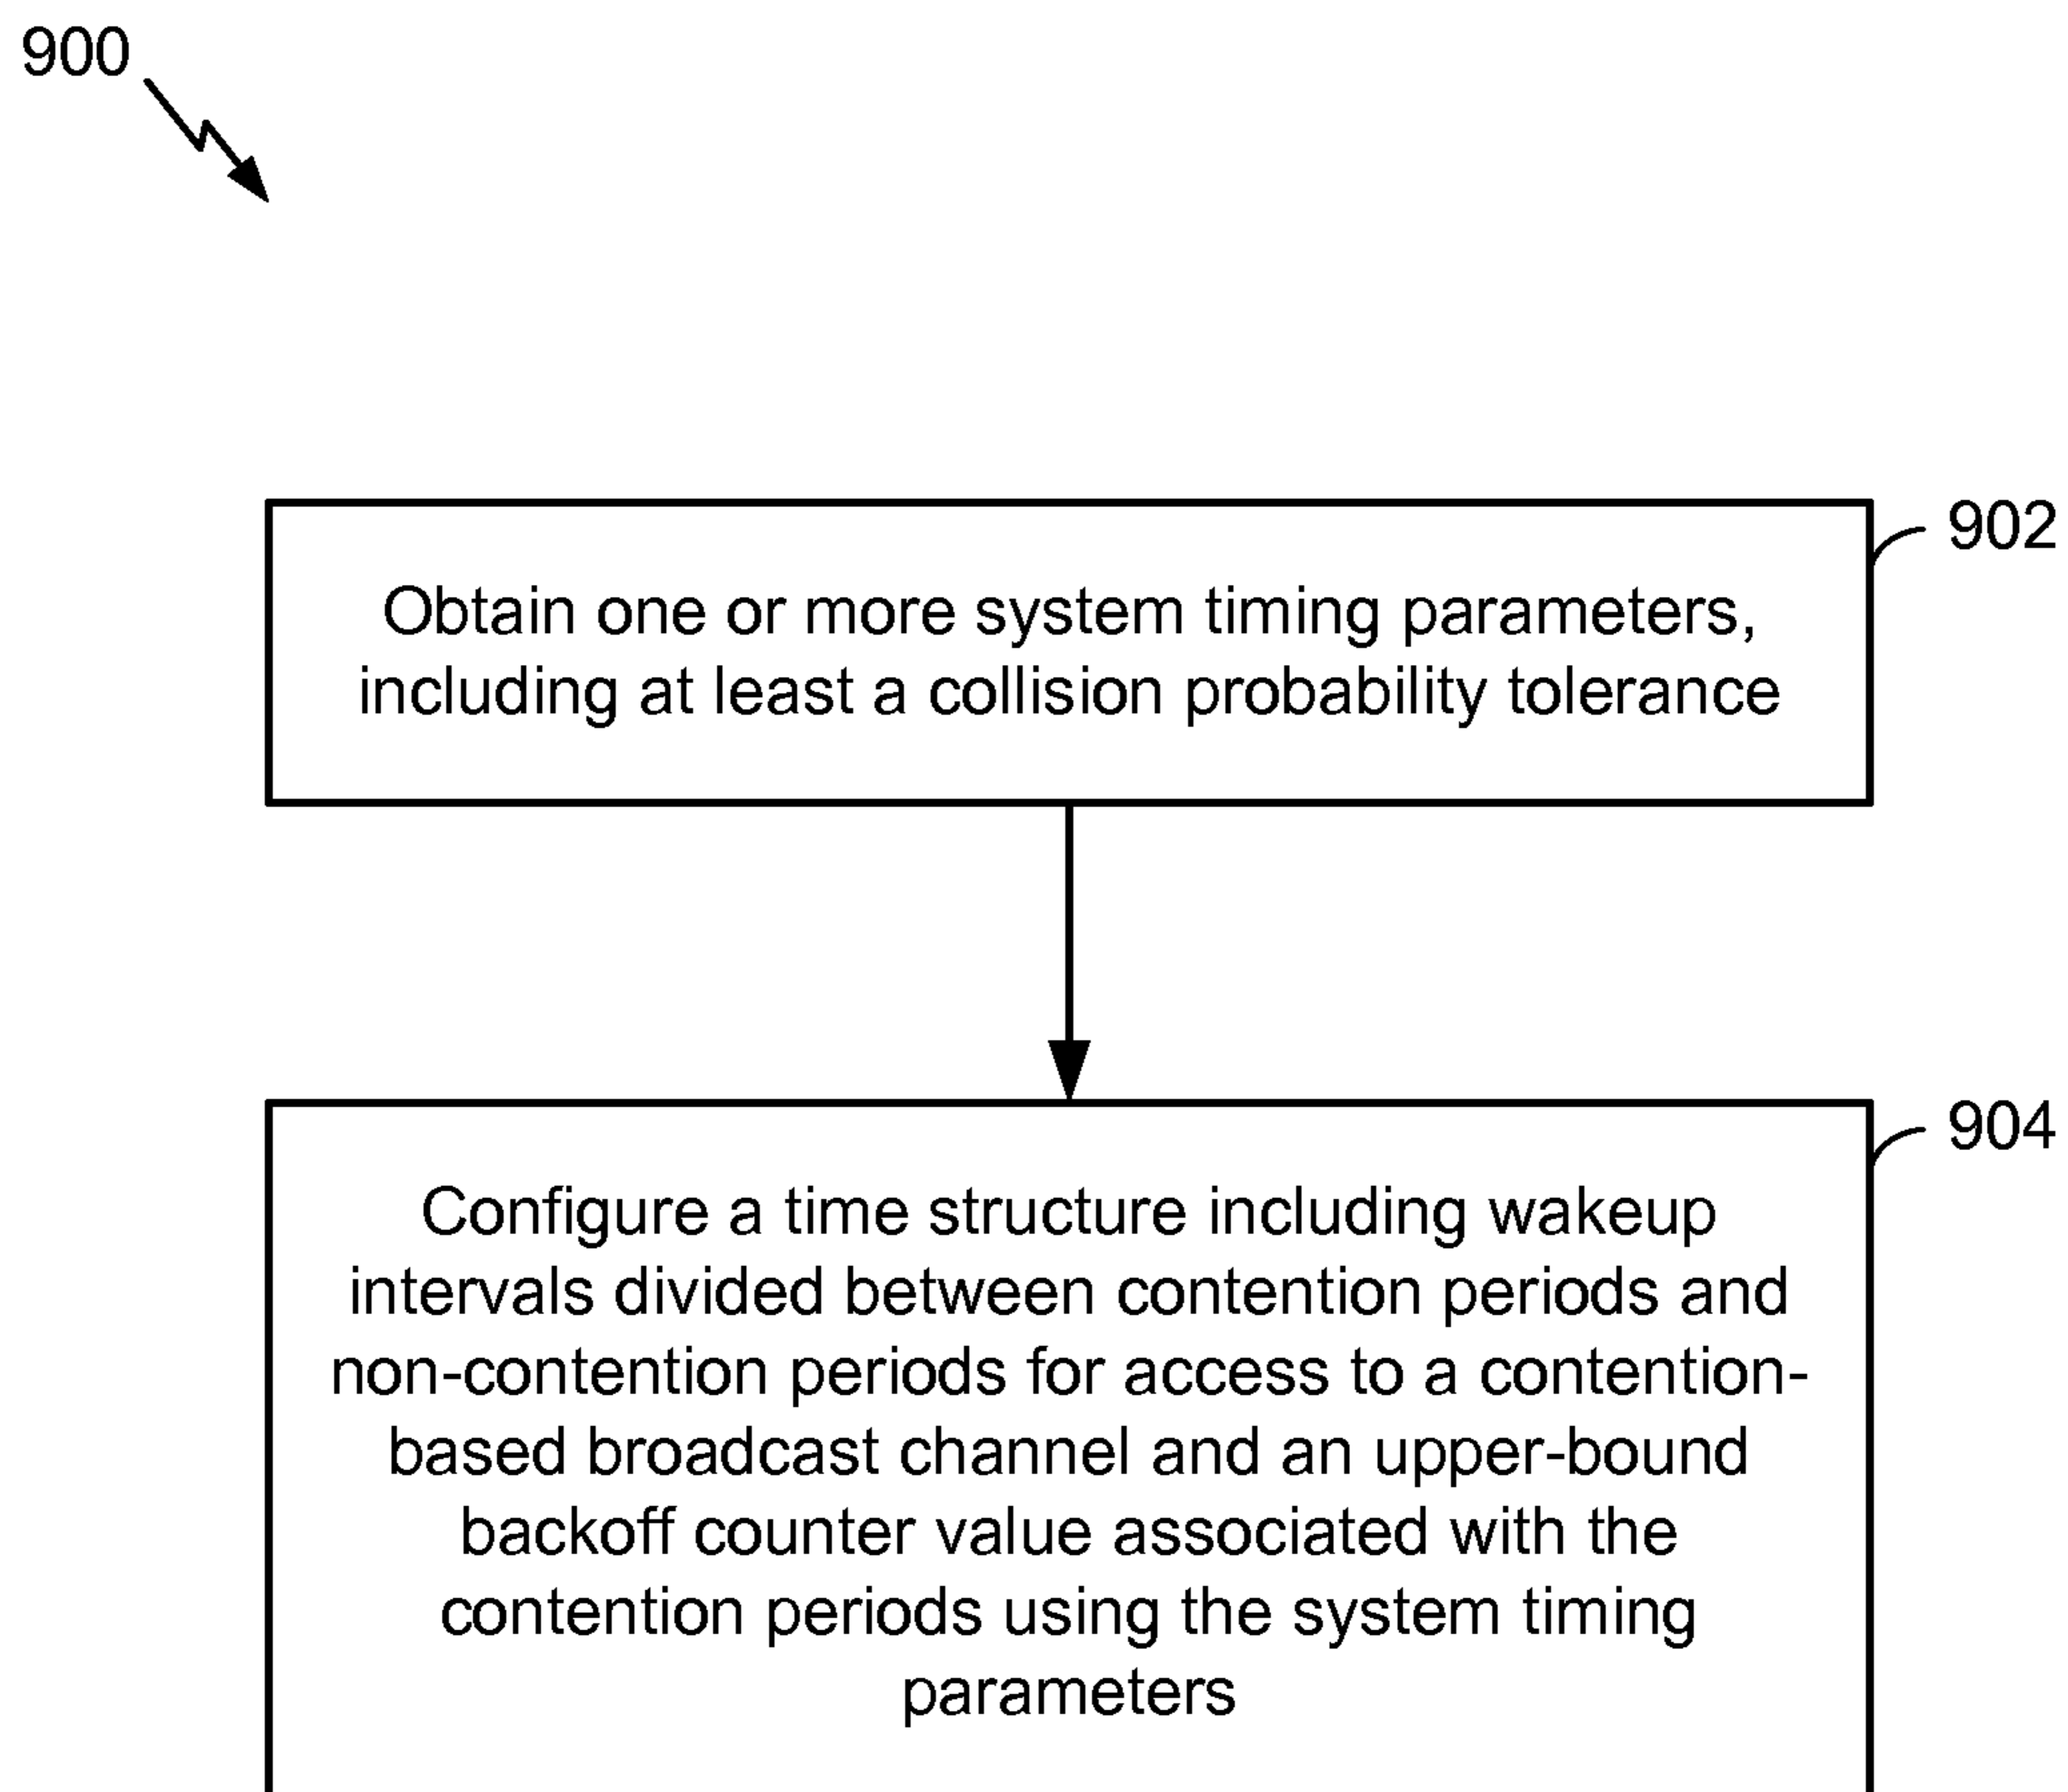 900
902
Obtain one or more system timing parameters,
including at least a collision probability tolerance
904
Configure a time structure including wakeup
intervals divided between contention periods and
non-contention periods for access to a contention-
based broadcast channel and an upper-bound
backoff counter value associated with the
contention periods using the system timing
parameters